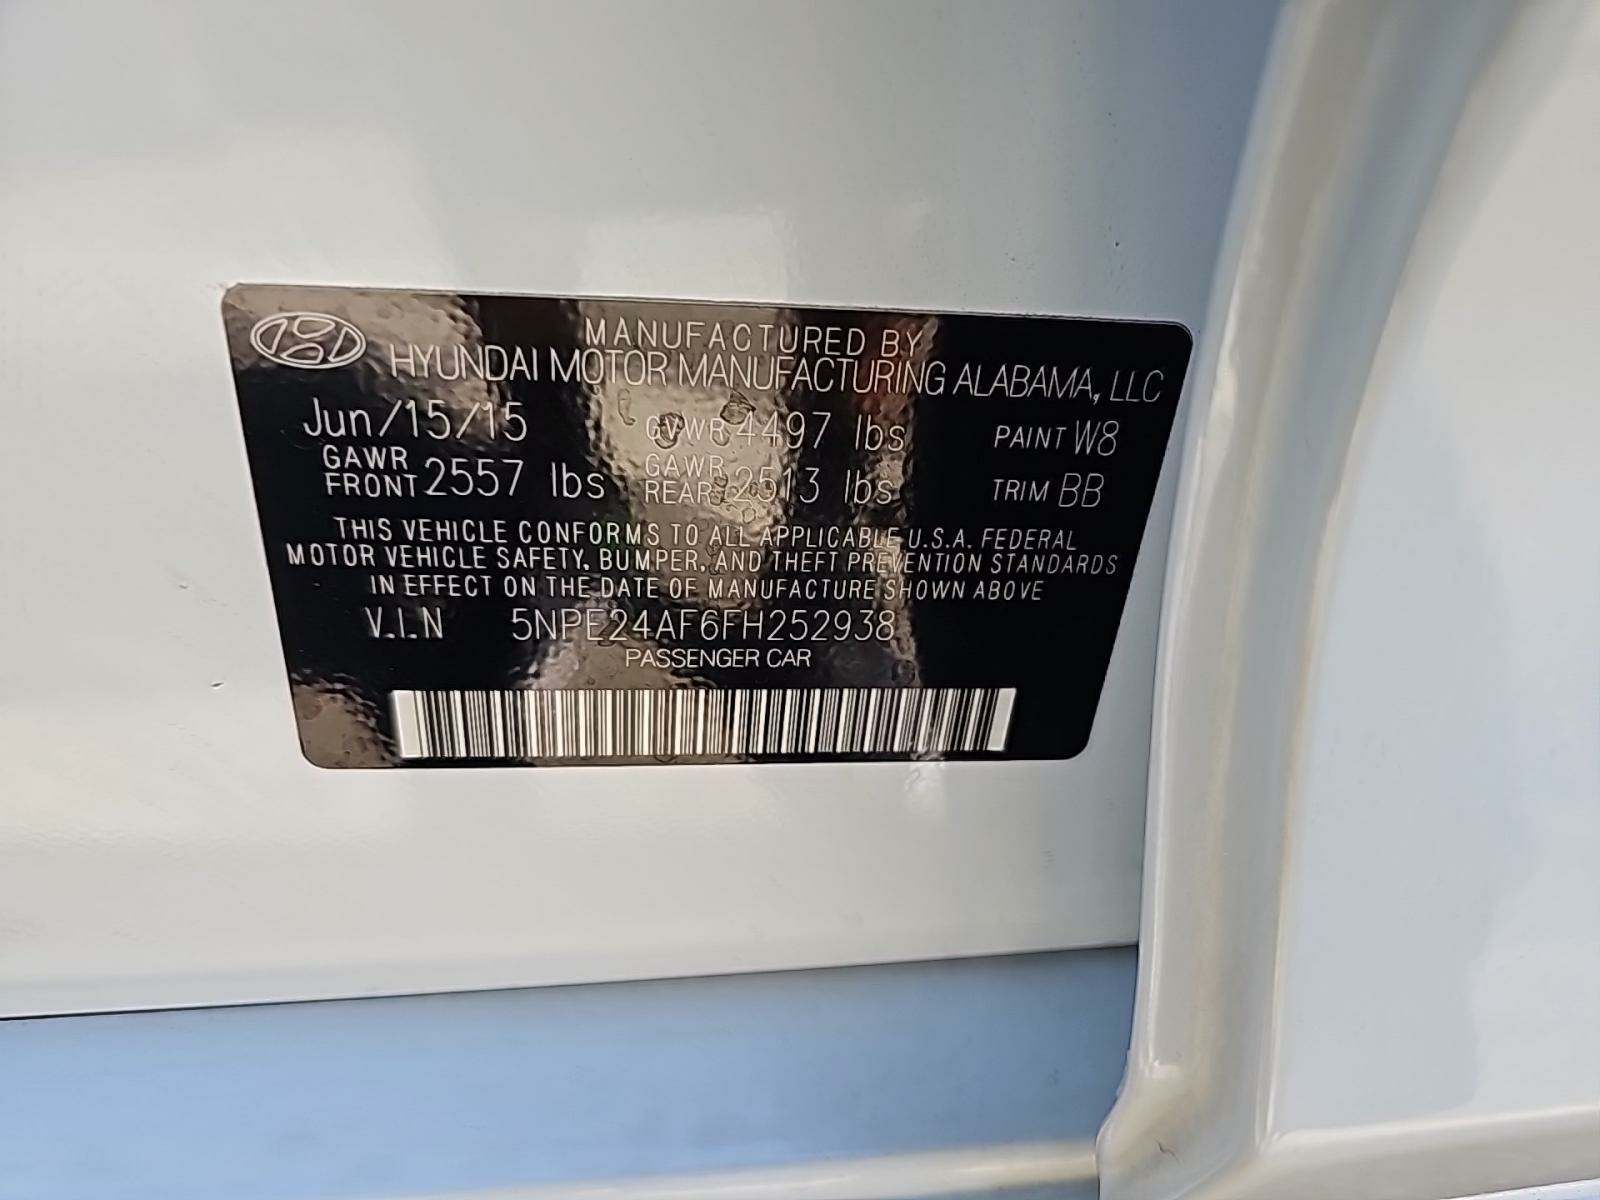 MANUFACTURED BY
HYUNDAI MOTOR MANUFACTURING ALABAMA, LLC
Jun/15/15 GVWR 4497 lbs PAINT W8
GAWR FRONT 2557 lbs GAWR REAR 2513 lbs TRIM BB
THIS VEHICLE CONFORMS TO ALL APPLICABLE U.S.A. FEDERAL
MOTOR VEHICLE SAFETY, BUMPER, AND THEFT PREVENTION STANDARDS
IN EFFECT ON THE DATE OF MANUFACTURE SHOWN ABOVE
V.I.N 5NPE24AF6FH252938
PASSENGER CAR